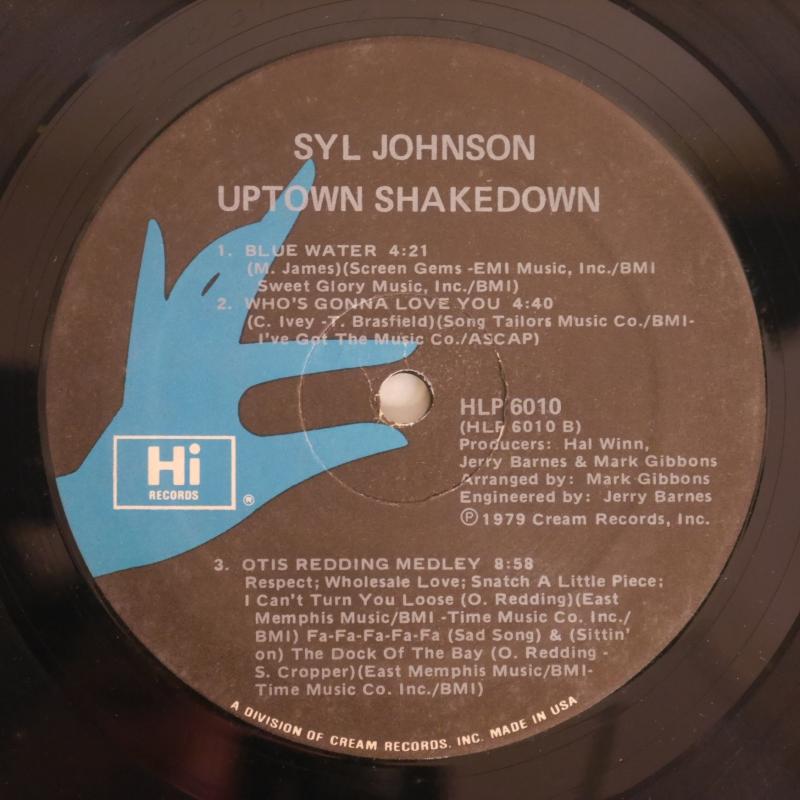 SYL JOHNSON
UPTOWN SHAKEDOWN
1. BLUE WATER 4:21
(M. James)(Screen Gems -EMI Music, Inc./BMI
Sweet Glory Music, Inc./BMI)
2. WHO'S GONNA LOVE YOU 4:40
(C. Ivey -T. Brasfield)(Song Tailors Music Co./BMI-
I've Got The Music Co./ASCAP)
HLP 6010
(HLP 6010 B)
Producers: Hal Winn,
Jerry Barnes & Mark Gibbons
Arranged by: Mark Gibbons
Engineered by: Jerry Barnes
℗ 1979 Cream Records, Inc.
Hi
RECORDS
®
3. OTIS REDDING MEDLEY 8:58
Respect; Wholesale Love; Snatch A Little Piece;
I Can't Turn You Loose (O. Redding)(East
Memphis Music/BMI -Time Music Co. Inc./
BMI) Fa-Fa-Fa-Fa-Fa (Sad Song) & (Sittin'
on) The Dock Of The Bay (O. Redding -
S. Cropper)(East Memphis Music/BMI-
Time Music Co. Inc./BMI)
A DIVISION OF CREAM RECORDS, INC. MADE IN USA